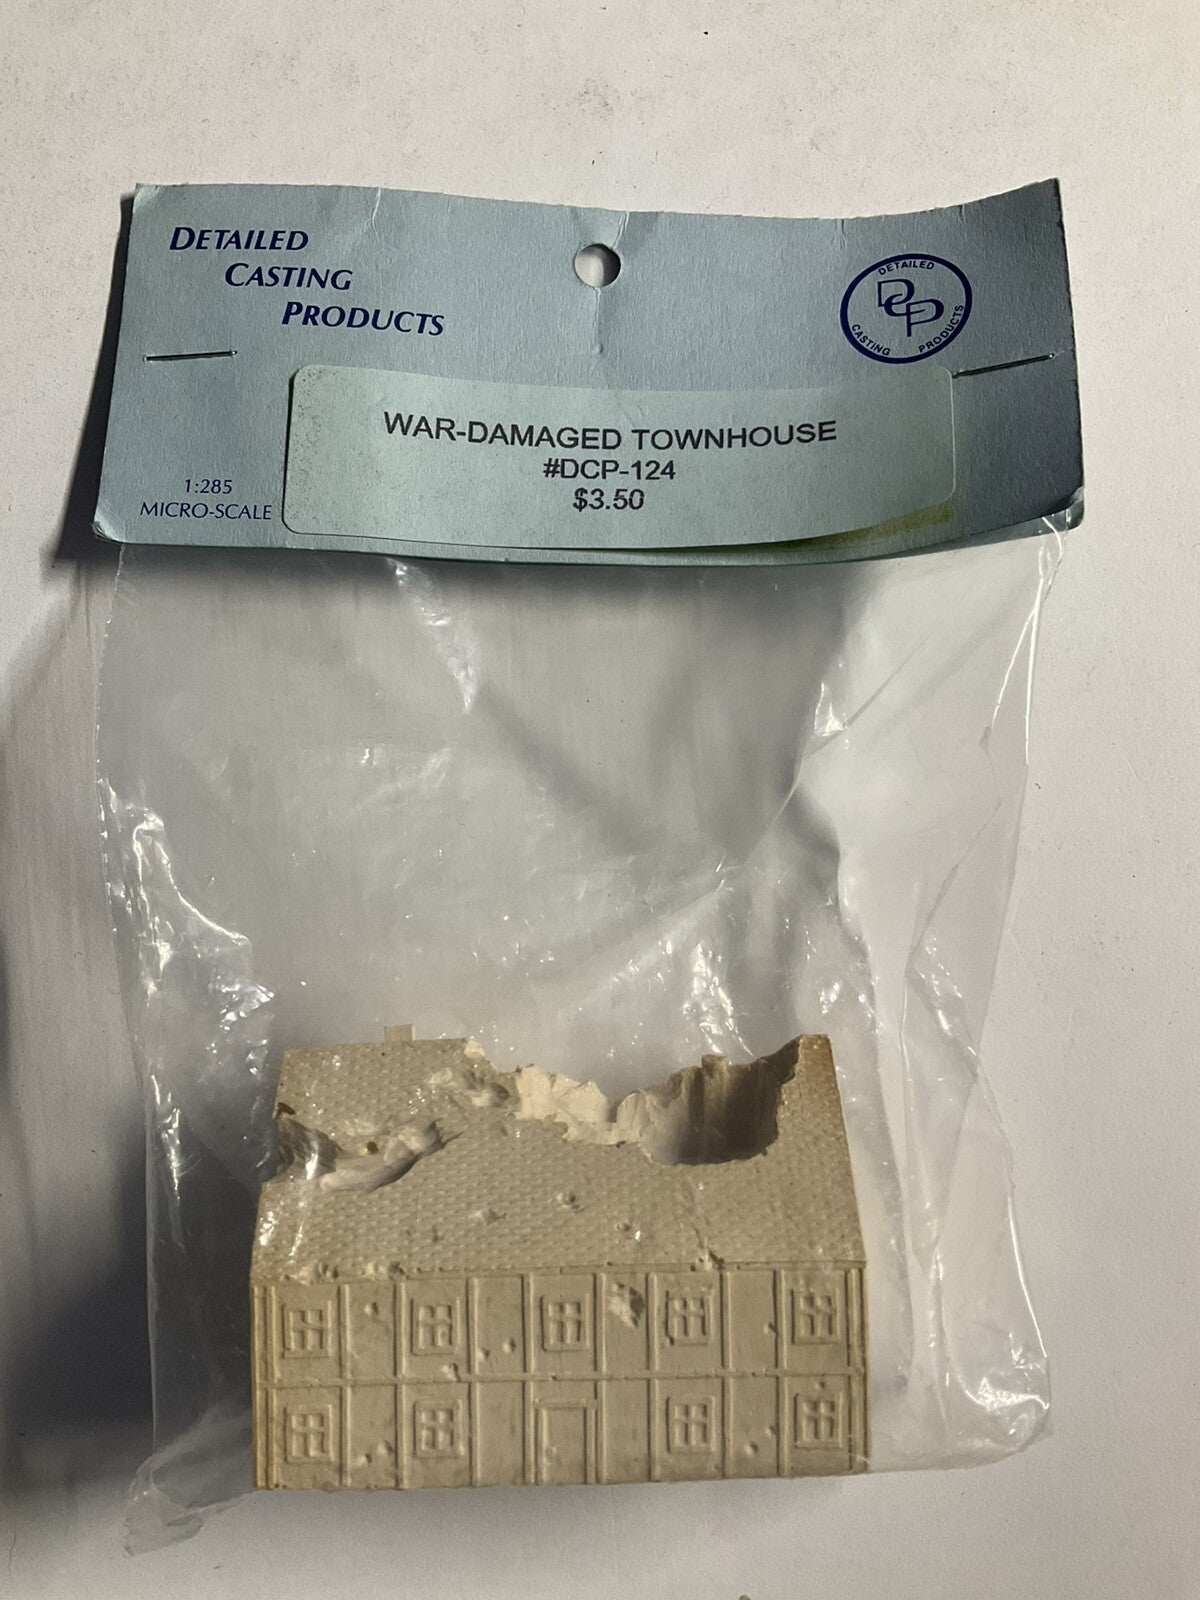 DETAILED
CASTING
PRODUCTS
DETAILED
DCP
CASTING PRODUCTS
WAR-DAMAGED TOWNHOUSE
#DCP-124
$3.50
1:285
MICRO-SCALE